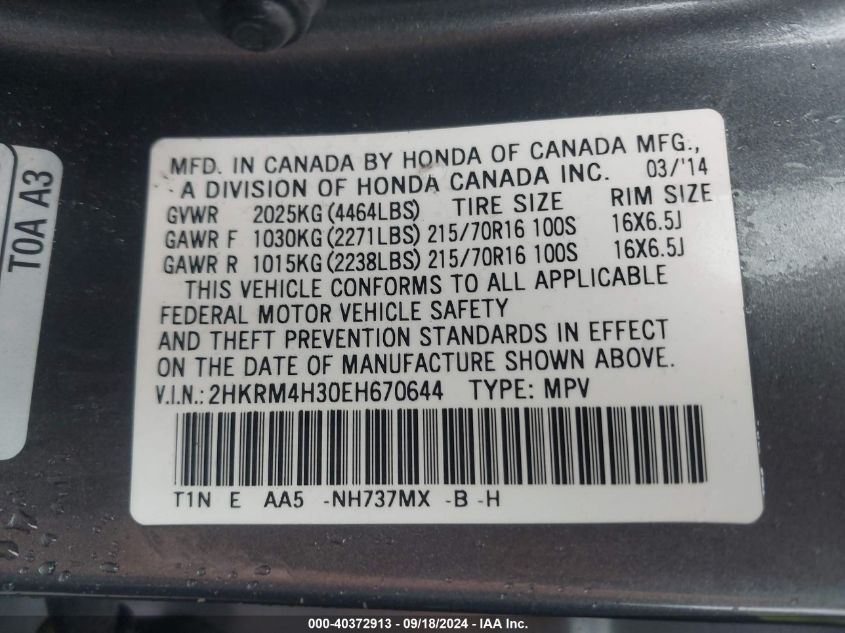 TOA A3
MFD. IN CANADA BY HONDA OF CANADA MFG.,
A DIVISION OF HONDA CANADA INC. 03/'14
GVWR 2025KG (4464LBS) TIRE SIZE RIM SIZE
GAWR F 1030KG (2271LBS) 215/70R16 100S 16X6.5J
GAWR R 1015KG (2238LBS) 215/70R16 100S 16X6.5J
THIS VEHICLE CONFORMS TO ALL APPLICABLE
FEDERAL MOTOR VEHICLE SAFETY
AND THEFT PREVENTION STANDARDS IN EFFECT
ON THE DATE OF MANUFACTURE SHOWN ABOVE.
V.I.N.: 2HKRM4H30EH670644 TYPE: MPV
T1N E AA5 -NH737MX -B -H
000-40372913 - 09/18/2024 - IAA Inc.